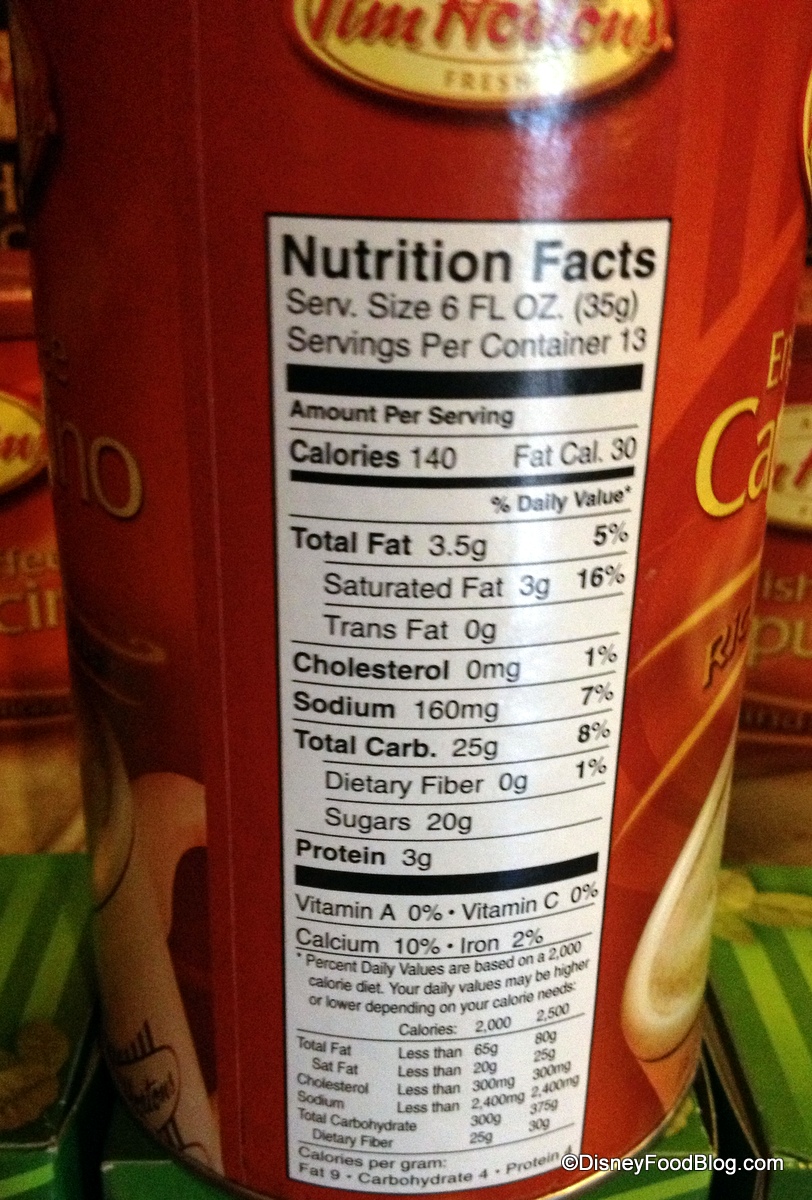 Tim Hortons
FRESH
Nutrition Facts
Serv. Size 6 FL OZ. (35g)
Servings Per Container 13
Amount Per Serving
Calories 140 Fat Cal. 30
% Daily Value*
Total Fat 3.5g 5%
Saturated Fat 3g 16%
Trans Fat 0g
Cholesterol 0mg 1%
Sodium 160mg 7%
Total Carb. 25g 8%
Dietary Fiber 0g 1%
Sugars 20g
Protein 3g
Vitamin A 0% • Vitamin C 0%
Calcium 10% • Iron 2%
* Percent Daily Values are based on a 2,000
calorie diet. Your daily values may be higher
or lower depending on your calorie needs:
Calories: 2,000 2,500
Total Fat Less than 65g 80g
Sat Fat Less than 20g 25g
Cholesterol Less than 300mg 300mg
Sodium Less than 2,400mg 2,400mg
Total Carbohydrate 300g 375g
Dietary Fiber 25g 30g
Calories per gram:
Fat 9 • Carbohydrate 4 • Protein 4
©DisneyFoodBlog.com